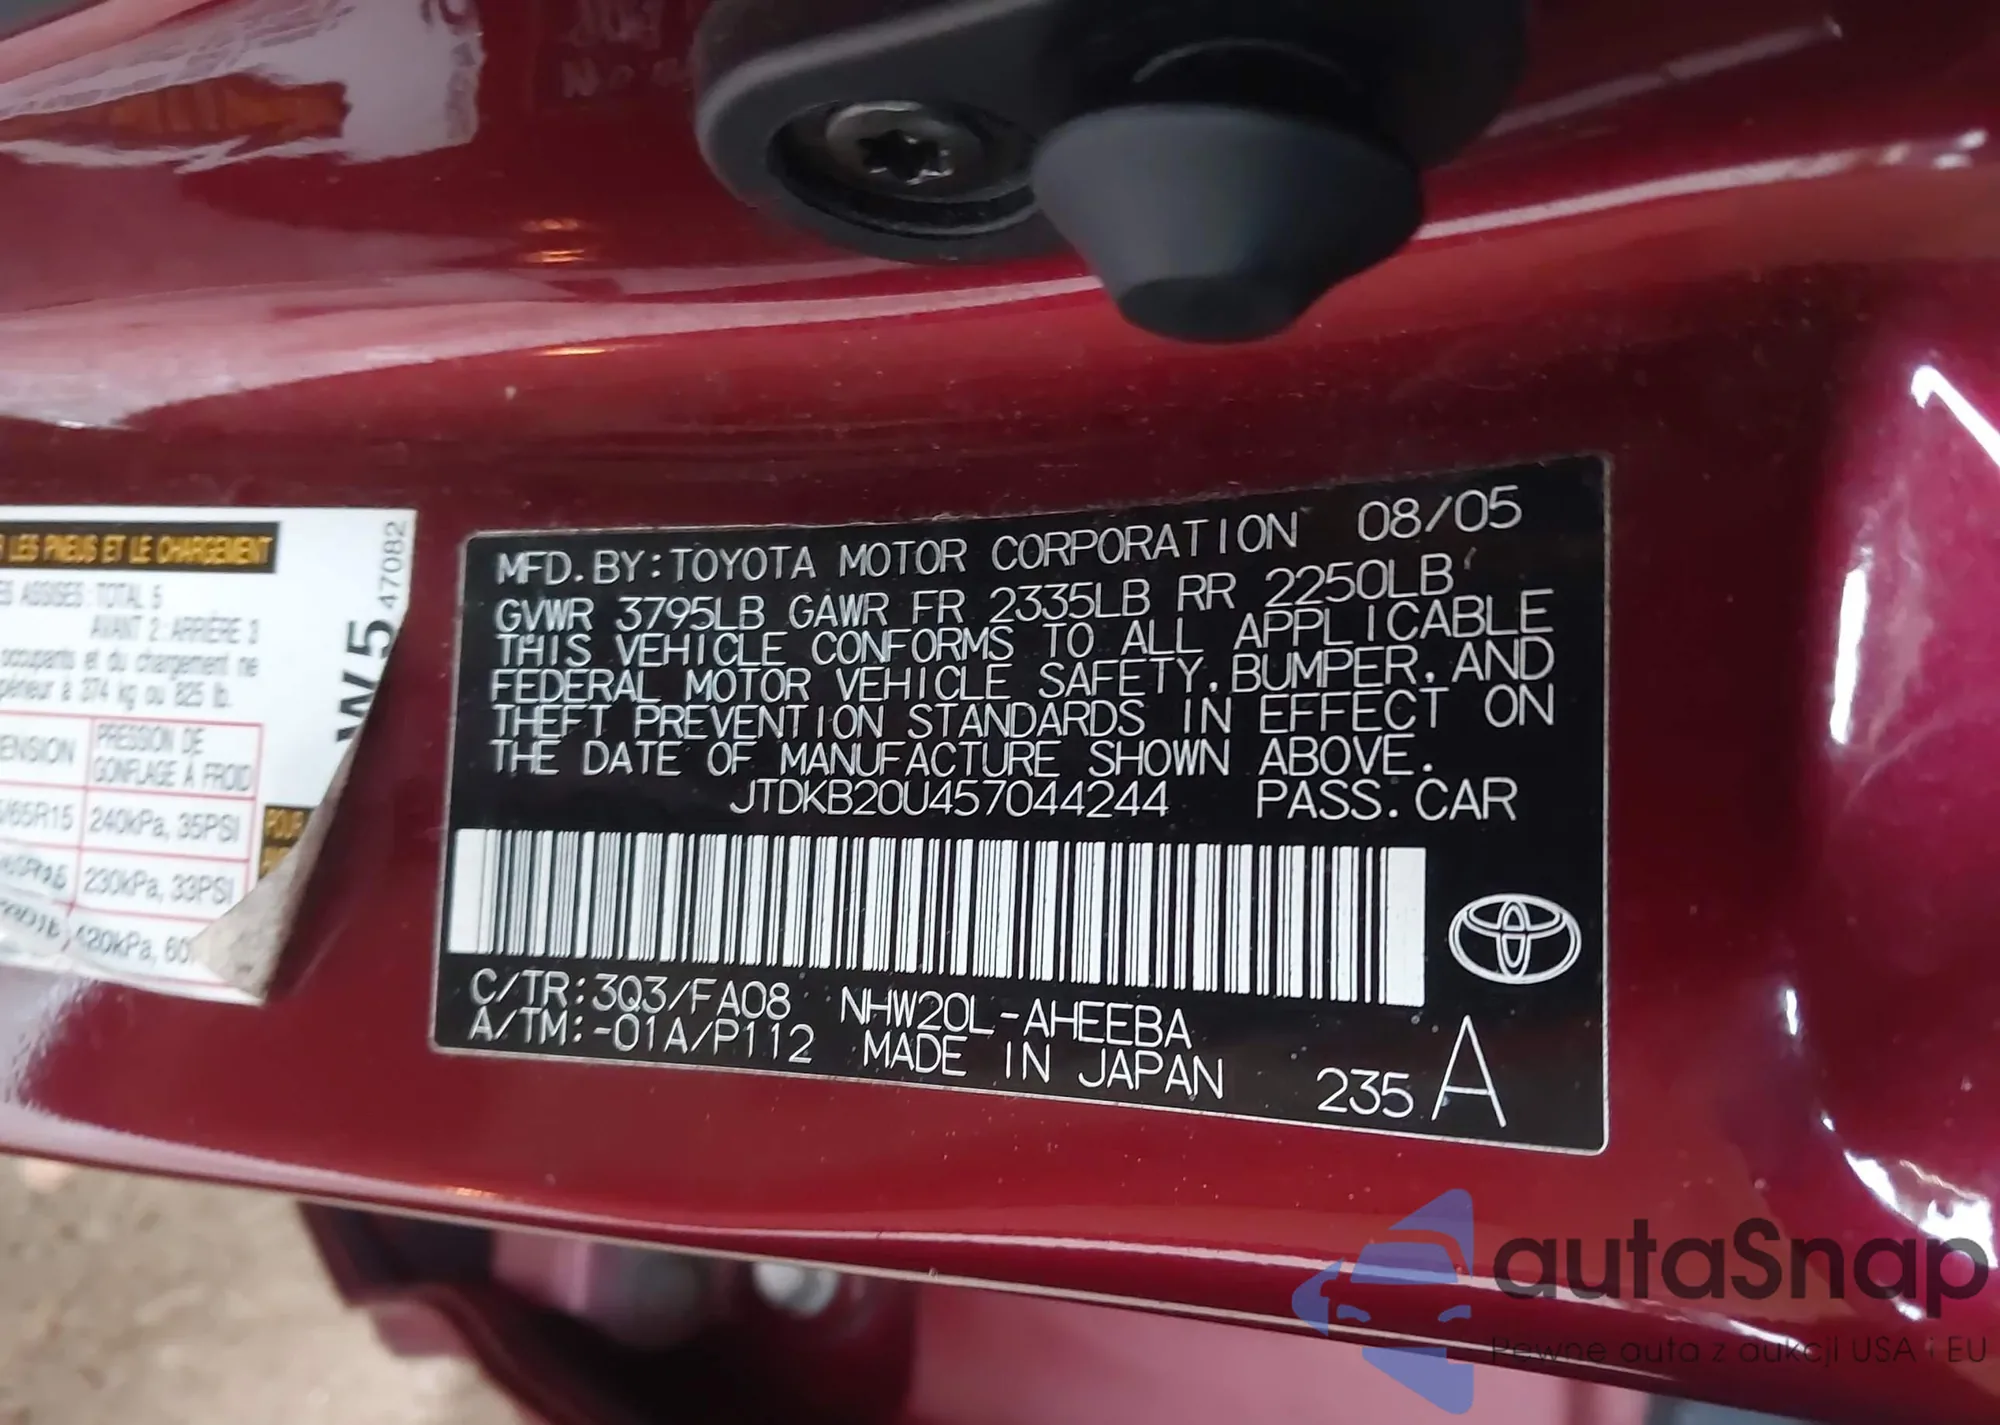 MFD. BY: TOYOTA MOTOR CORPORATION 08/05
GVWR 3795LB GAWR FR 2335LB RR 2250LB
THIS VEHICLE CONFORMS TO ALL APPLICABLE
FEDERAL MOTOR VEHICLE SAFETY, BUMPER, AND
THEFT PREVENTION STANDARDS IN EFFECT ON
THE DATE OF MANUFACTURE SHOWN ABOVE.
JTDKB20U457044244 PASS. CAR
C/TR: 3Q3/FA08 NHW20L-AHEEBA
A/TM: -01A/P112 MADE IN JAPAN 235 A
LES PNEUS ET LE CHARGEMENT
ASSISES: TOTAL 5
AVANT 2: ARRIÈRE 3
occupants et du chargement ne
à 374 kg ou 825 lb.
PRESSION DE
GONFLAGE À FROID
/65R15 240kPa, 35PSI
230kPa, 33PSI
420kPa,
W5
47082
autaSnap
Pewne auta z aukcji USA i EU